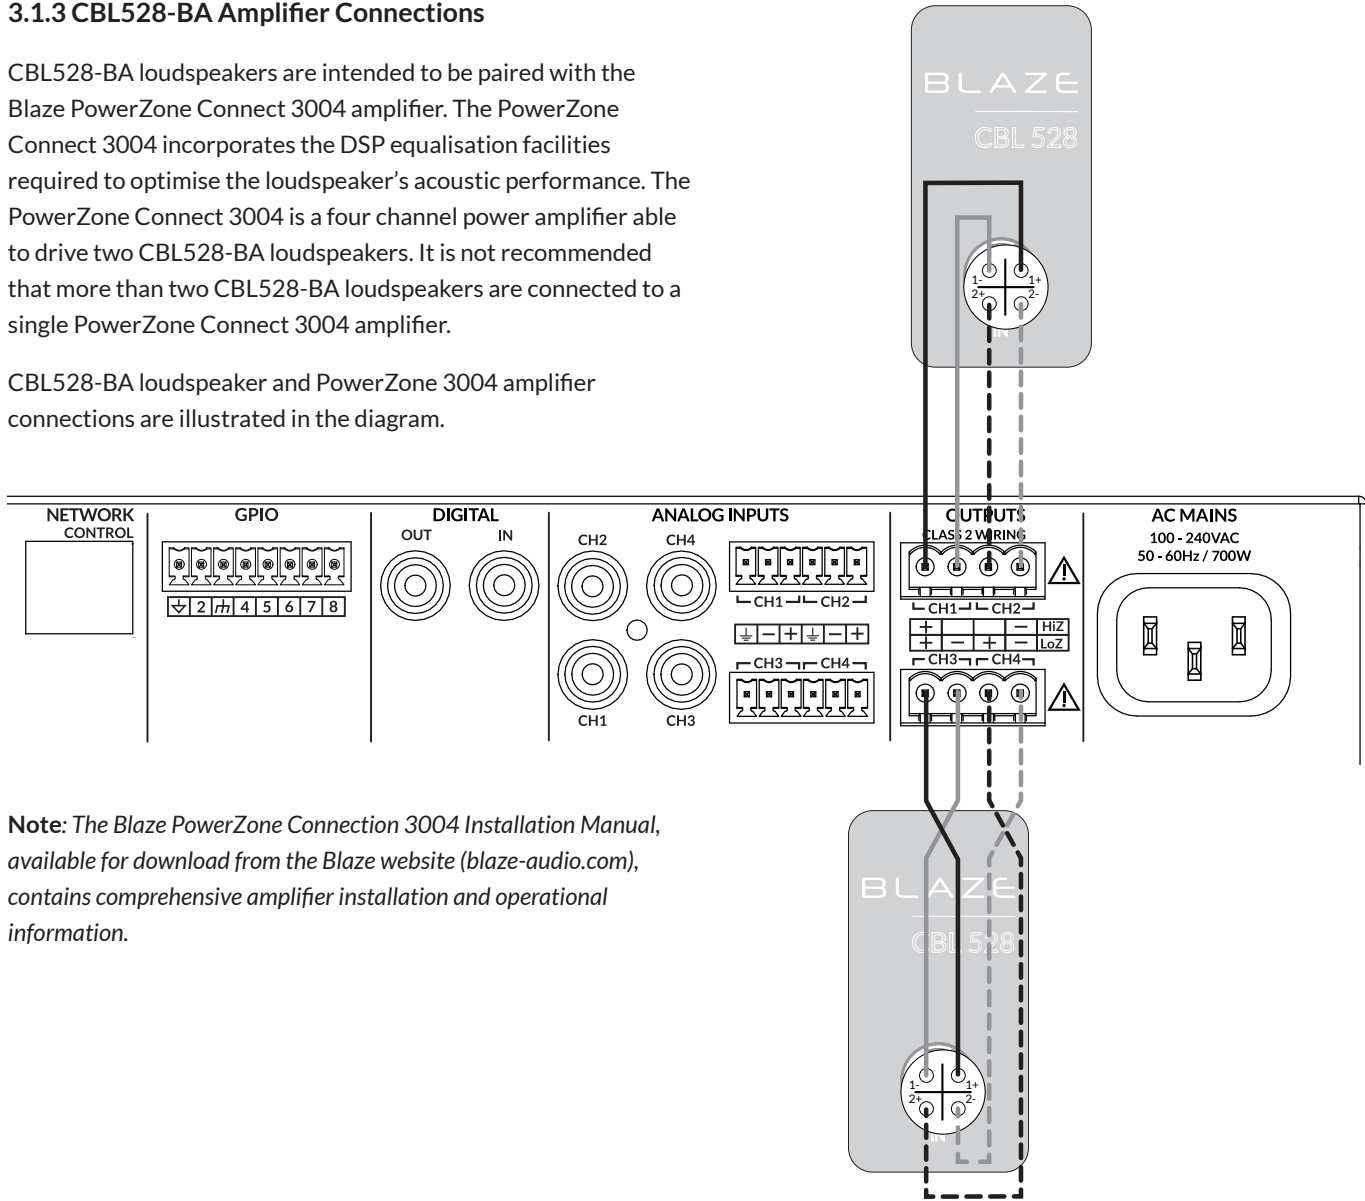 3.1.3 CBL528-BA Amplifier Connections
CBL528-BA loudspeakers are intended to be paired with the
Blaze PowerZone Connect 3004 amplifier. The PowerZone
Connect 3004 incorporates the DSP equalisation facilities
required to optimise the loudspeaker's acoustic performance. The
PowerZone Connect 3004 is a four channel power amplifier able
to drive two CBL528-BA loudspeakers. It is not recommended
that more than two CBL528-BA loudspeakers are connected to a
single PowerZone Connect 3004 amplifier.
CBL528-BA loudspeaker and PowerZone 3004 amplifier
connections are illustrated in the diagram.
BLAZE
CBL 528
1- 1+
2+ 2-
IN
NETWORK
CONTROL
GPIO
2 4 5 6 7 8
DIGITAL
OUT IN
ANALOG INPUTS
CH2 CH4
CH1 CH3
CH1 CH2
− + − +
CH3 CH4
OUTPUTS
CLASS 2 WIRING
CH1 CH2
+ − HiZ
+ − + − LoZ
CH3 CH4
AC MAINS
100 - 240VAC
50 - 60Hz / 700W
Note: The Blaze PowerZone Connection 3004 Installation Manual,
available for download from the Blaze website (blaze-audio.com),
contains comprehensive amplifier installation and operational
information.
BLAZE
CBL 528
1- 1+
2+ 2-
IN